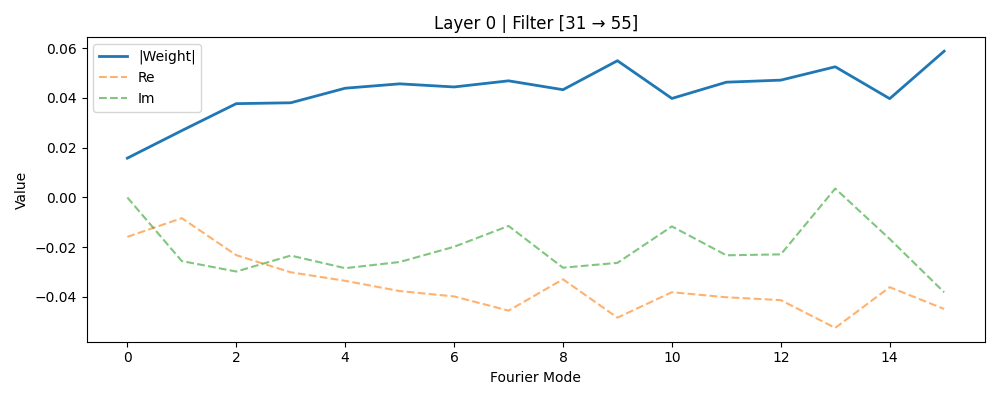 Layer 0 | Filter [31 → 55]
|Weight|
Re
Im
0.06
0.04
0.02
0.00
−0.02
−0.04
Value
0 2 4 6 8 10 12 14
Fourier Mode